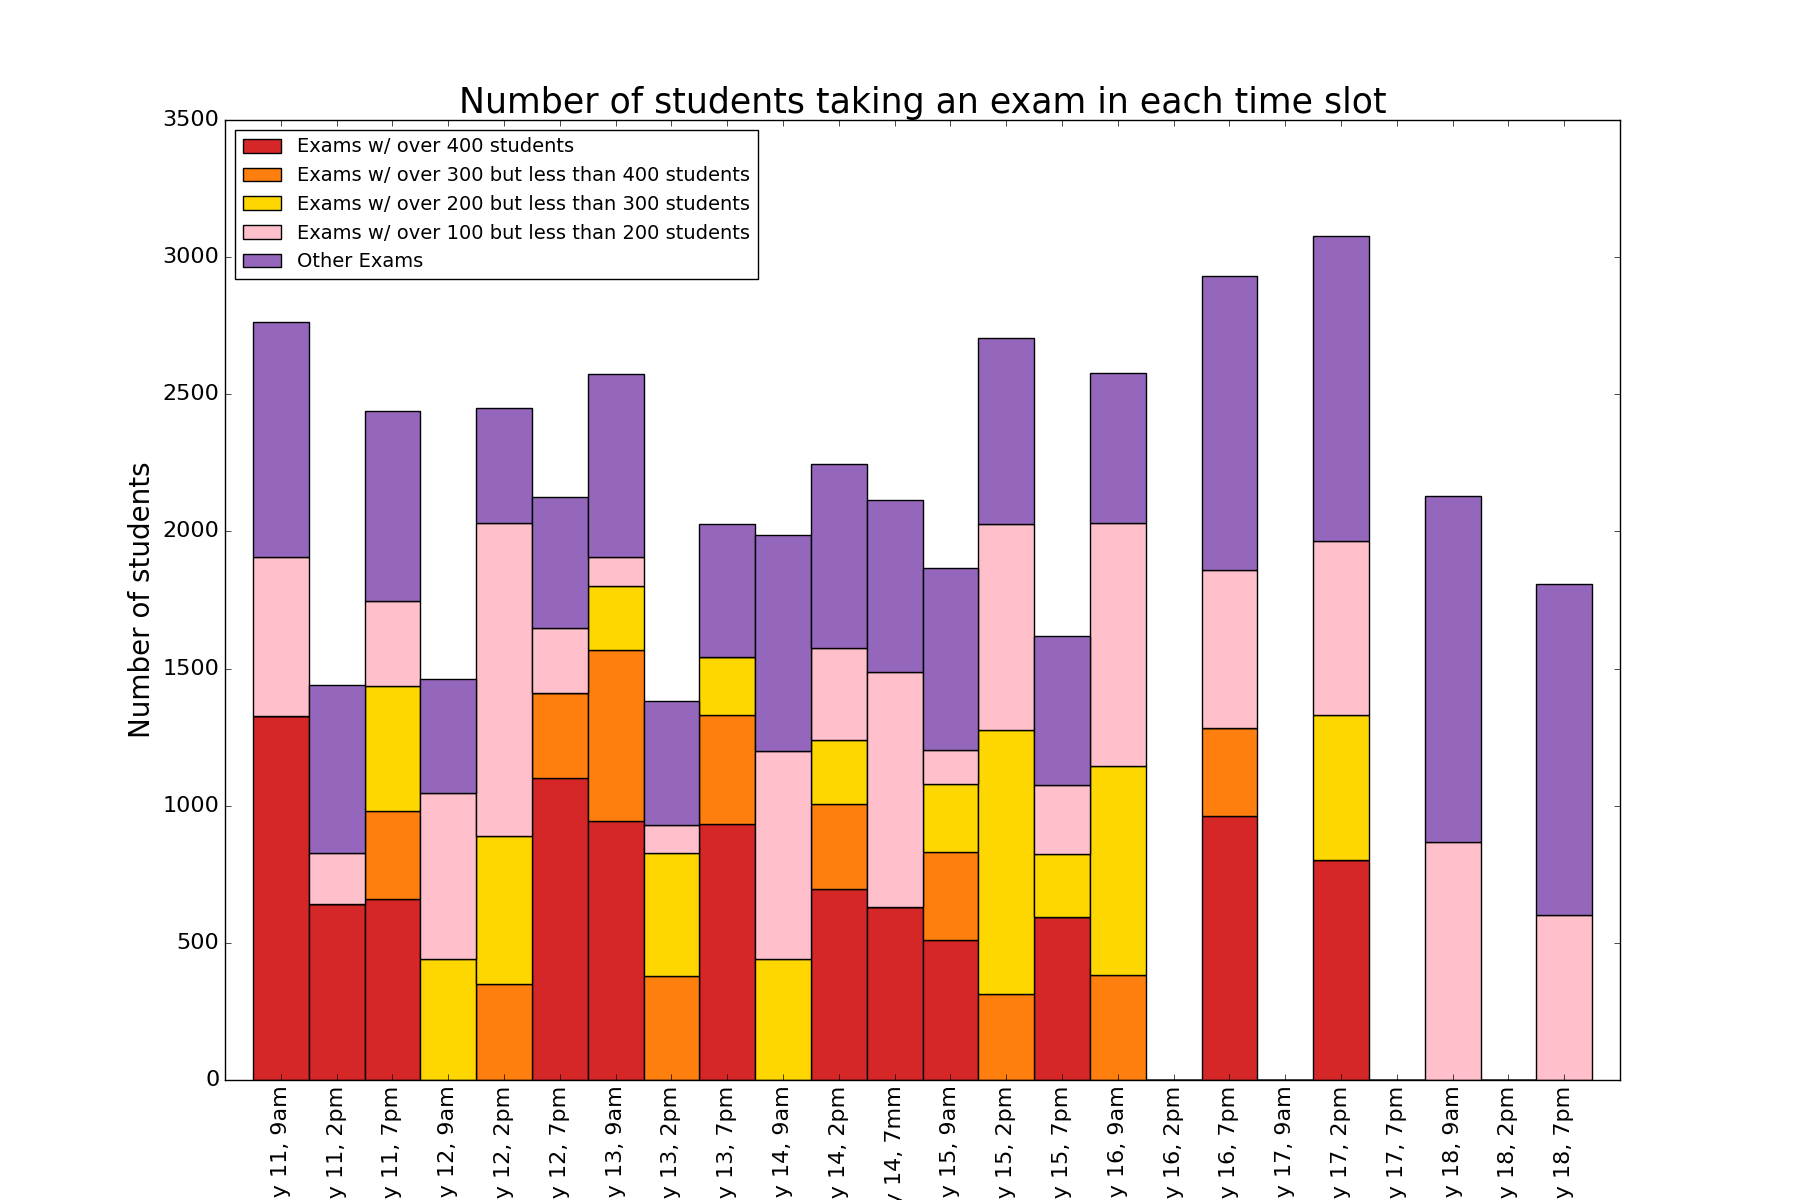 Number of students taking an exam in each time slot
3500
3000
2500
2000
1500
1000
500
0
Number of students
Exams w/ over 400 students
Exams w/ over 300 but less than 400 students
Exams w/ over 200 but less than 300 students
Exams w/ over 100 but less than 200 students
Other Exams
y 11, 9am
y 11, 2pm
y 11, 7pm
y 12, 9am
y 12, 2pm
y 12, 7pm
y 13, 9am
y 13, 2pm
y 13, 7pm
y 14, 9am
y 14, 2pm
y 14, 7mm
y 15, 9am
y 15, 2pm
y 15, 7pm
y 16, 9am
y 16, 2pm
y 16, 7pm
y 17, 9am
y 17, 2pm
y 17, 7pm
y 18, 9am
y 18, 2pm
y 18, 7pm